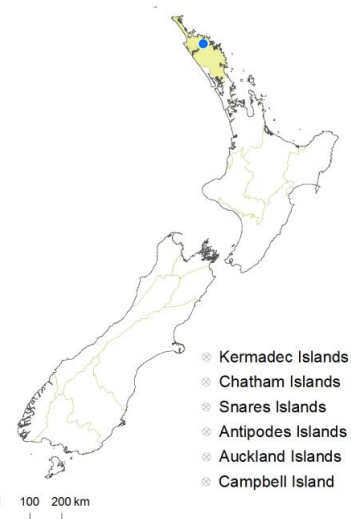 Kermadec Islands
Chatham Islands
Snares Islands
Antipodes Islands
Auckland Islands
Campbell Island
100 200 km